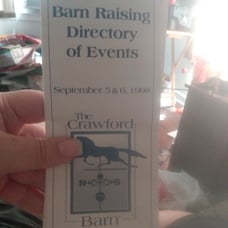 Barn Raising
Directory
of Events
September 5 & 6, 1998
The
Crawford
Barn